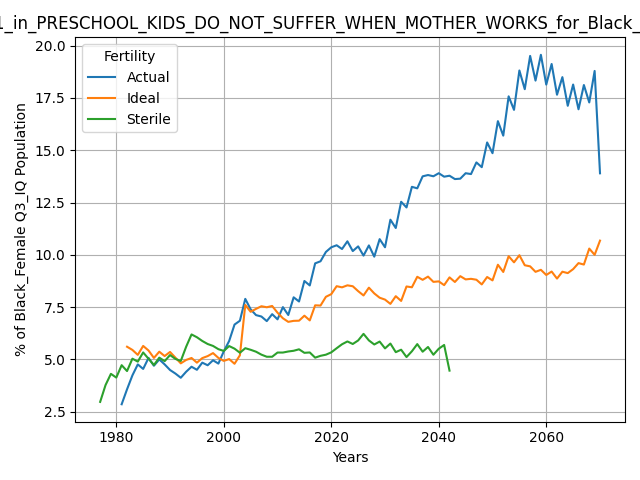 1_in_PRESCHOOL_KIDS_DO_NOT_SUFFER_WHEN_MOTHER_WORKS_for_Black_
Fertility
Actual
Ideal
Sterile
% of Black_Female Q3_IQ Population
20.0
17.5
15.0
12.5
10.0
7.5
5.0
2.5
1980
2000
2020
2040
2060
Years